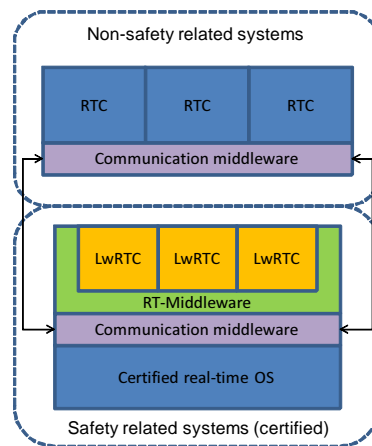 Non-safety related systems
RTC RTC RTC
Communication middleware
LwRTC LwRTC LwRTC
RT-Middleware
Communication middleware
Certified real-time OS
Safety related systems (certified)